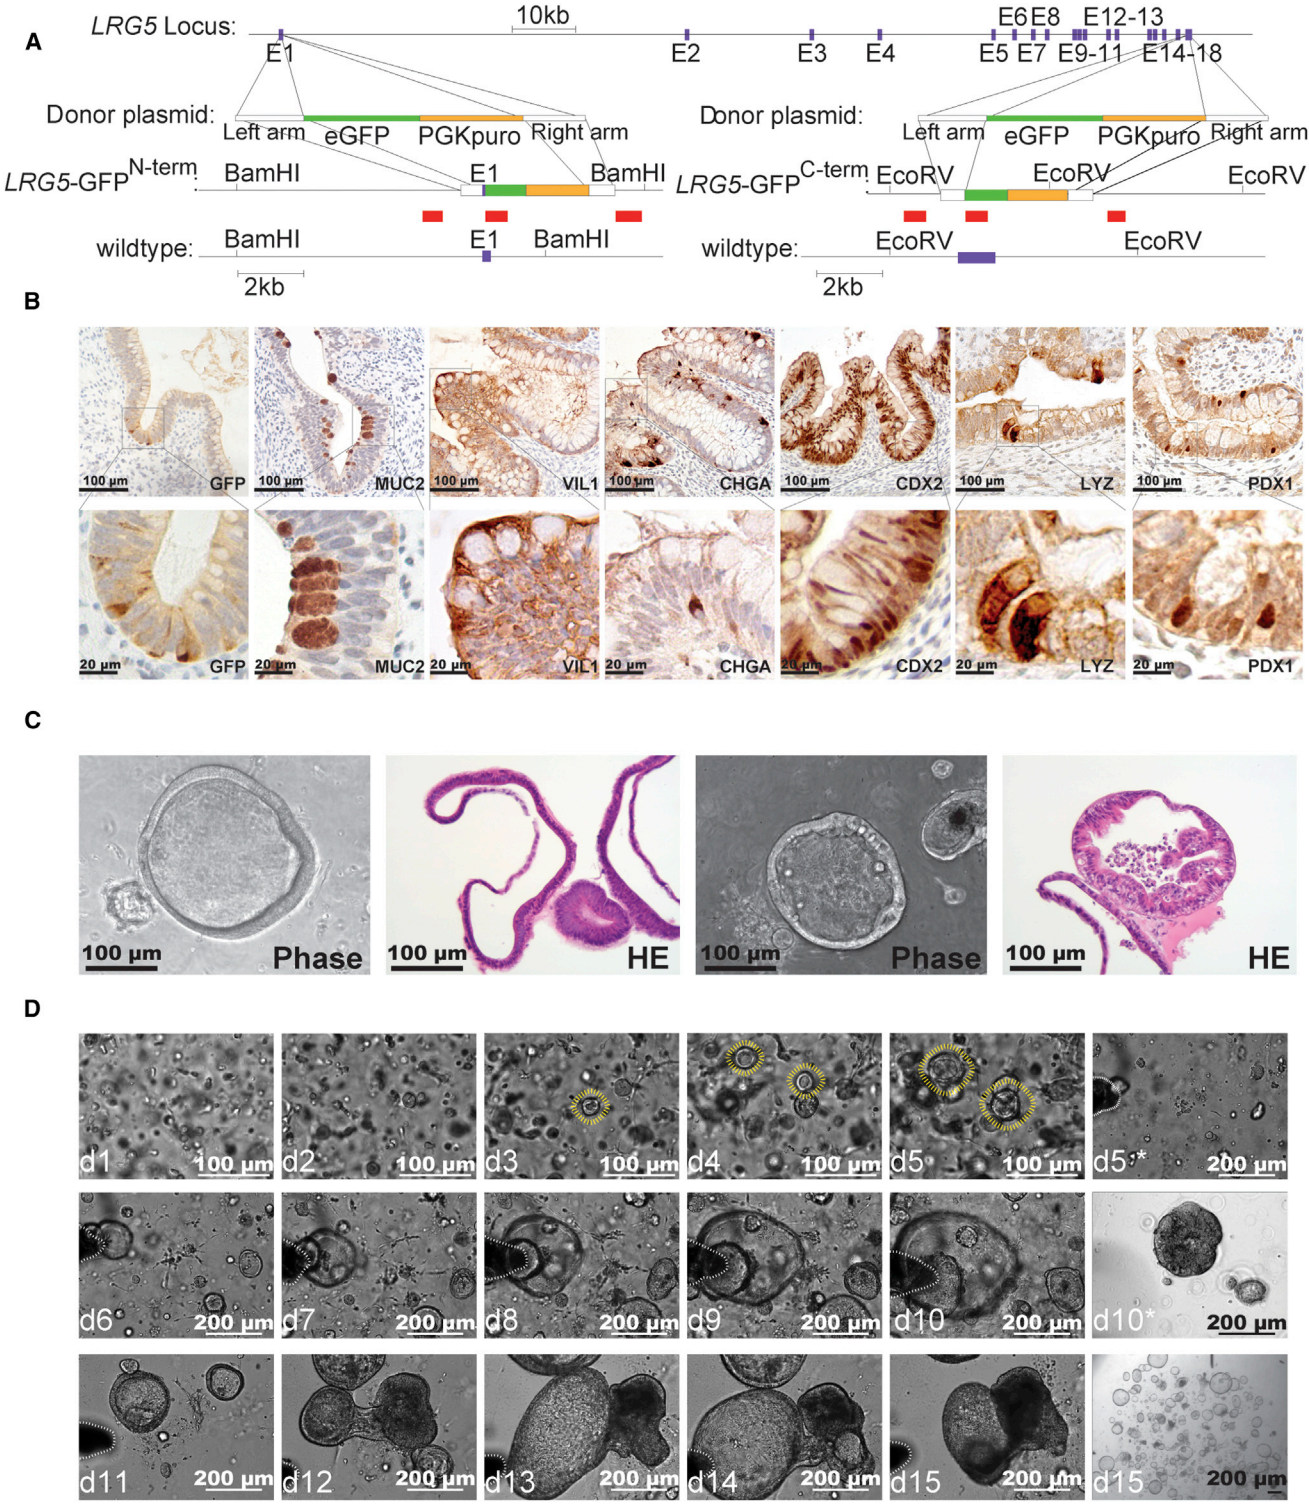 A
LRG5 Locus:
10kb
E6 E8 E12-13
E1 E2 E3 E4 E5 E7 E9-11 E14-18
Donor plasmid: Donor plasmid:
Left arm eGFP PGKpuro Right arm Left arm eGFP PGKpuro Right arm
LRG5-GFP N-term: BamHI E1 BamHI LRG5-GFP C-term: EcoRV EcoRV EcoRV
wildtype: BamHI E1 BamHI wildtype: EcoRV EcoRV
2kb 2kb
B
100 µm GFP 100 µm MUC2 100 µm VIL1 100 µm CHGA 100 µm CDX2 100 µm LYZ 100 µm PDX1
20 µm GFP 20 µm MUC2 20 µm VIL1 20 µm CHGA 20 µm CDX2 20 µm LYZ 20 µm PDX1
C
100 µm Phase 100 µm HE 100 µm Phase 100 µm HE
D
d1 100 µm d2 100 µm d3 100 µm d4 100 µm d5 100 µm d5* 200 µm
d6 200 µm d7 200 µm d8 200 µm d9 200 µm d10 200 µm d10* 200 µm
d11 200 µm d12 200 µm d13 200 µm d14 200 µm d15 200 µm d15 200 µm